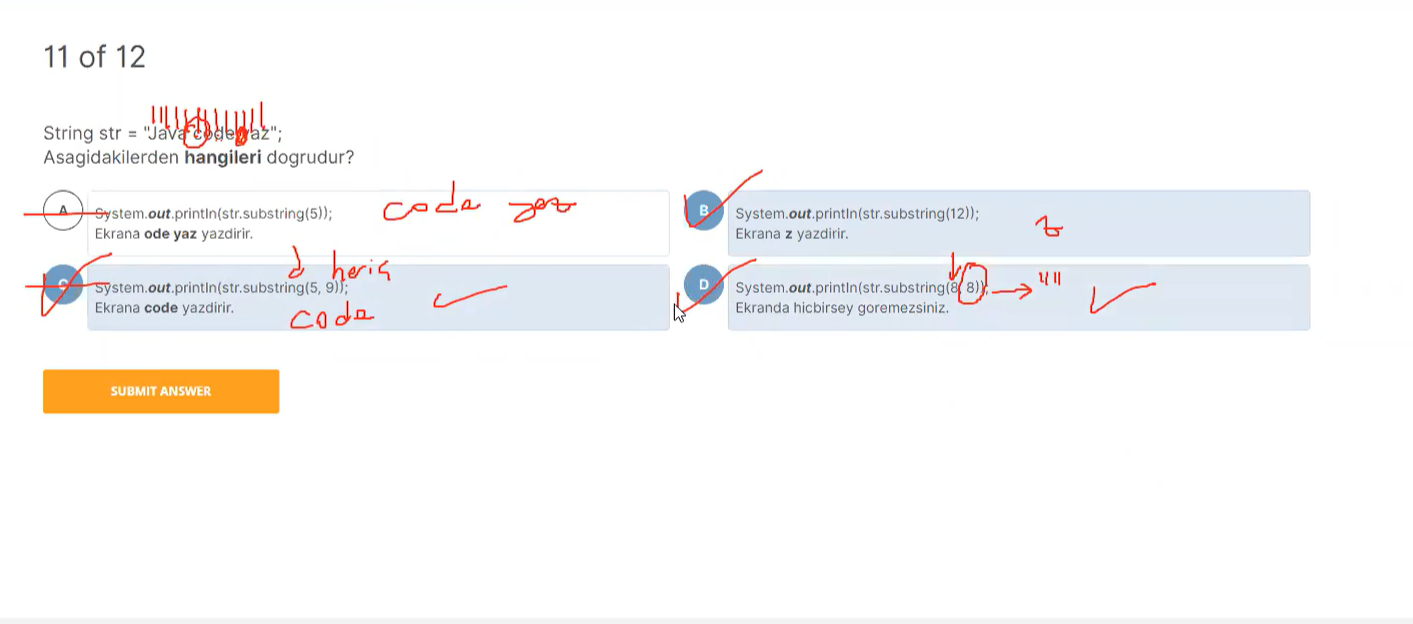 11 of 12
String str = "Java code yaz";
Asagidakilerden hangileri dogrudur?
A
System.out.println(str.substring(5));
Ekrana ode yaz yazdirir.
code yaz
B
System.out.println(str.substring(12));
Ekrana z yazdirir.
z
C
System.out.println(str.substring(5, 9));
Ekrana code yazdirir.
d hariç
code
D
System.out.println(str.substring(8, 8));
Ekranda hicbirsey goremezsiniz.
""
SUBMIT ANSWER